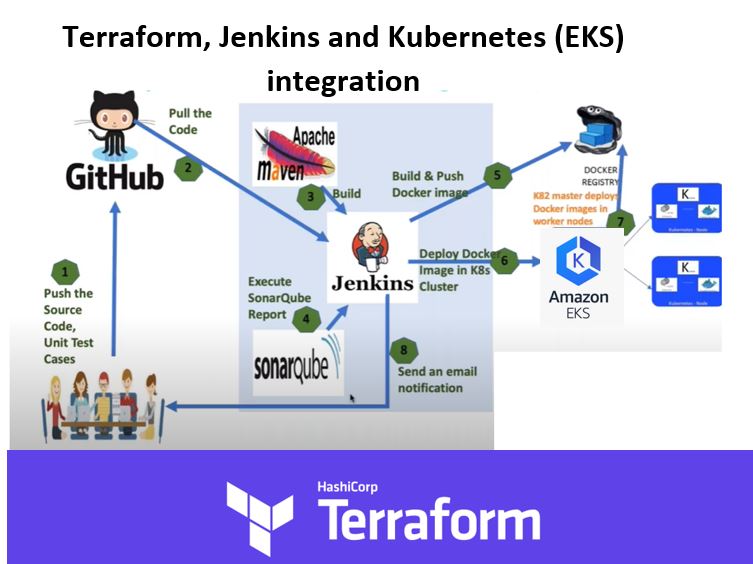 Terraform, Jenkins and Kubernetes (EKS)
integration
GitHub
Pull the
Code
2
Apache
maven
3
Build
Build & Push
Docker image
5
DOCKER
REGISTRY
K82 master deploys
Docker images in
worker nodes
7
K
Kubernetes - Node
1
Push the
Source
Code,
Unit Test
Cases
Execute
SonarQube
Report
4
Jenkins
Deploy Docker
Image in K8s
Cluster
6
K
Amazon
EKS
K
Kubernetes - Node
sonarqube
8
Send an email
notification
HashiCorp
Terraform